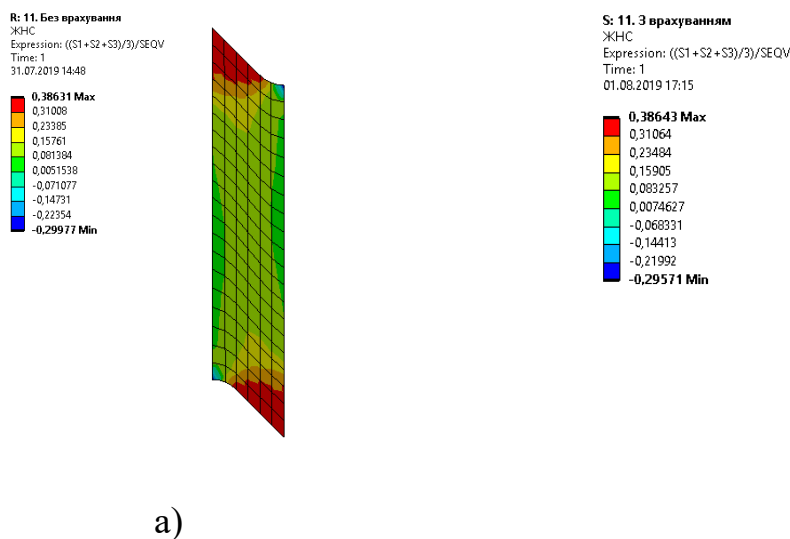 R: 11. Без врахування
ЖНС
Expression: ((S1+S2+S3)/3)/SEQV
Time: 1
31.07.2019 14:48
0,38631 Max
0,31008
0,23385
0,15761
0,081384
0,0051538
-0,071077
-0,14731
-0,22354
-0,29977 Min
S: 11. З врахуванням
ЖНС
Expression: ((S1+S2+S3)/3)/SEQV
Time: 1
01.08.2019 17:15
0,38643 Max
0,31064
0,23484
0,15905
0,083257
0,0074627
-0,068331
-0,14413
-0,21992
-0,29571 Min
а)